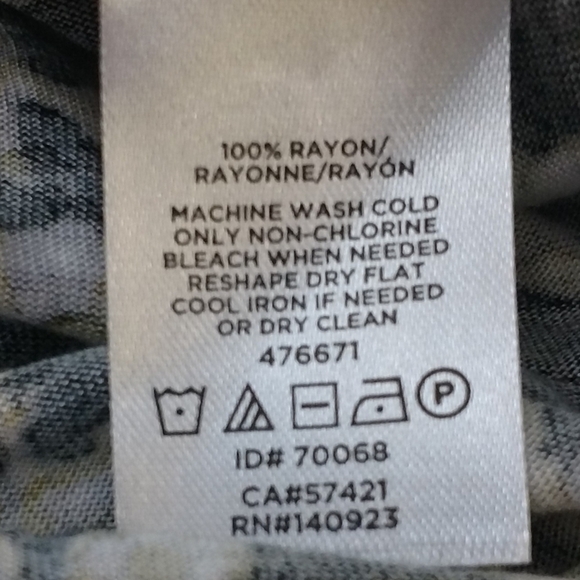 100% RAYON/
RAYONNE/RAYÓN
MACHINE WASH COLD
ONLY NON-CHLORINE
BLEACH WHEN NEEDED
RESHAPE DRY FLAT
COOL IRON IF NEEDED
OR DRY CLEAN
476671
P
ID# 70068
CA#57421
RN#140923